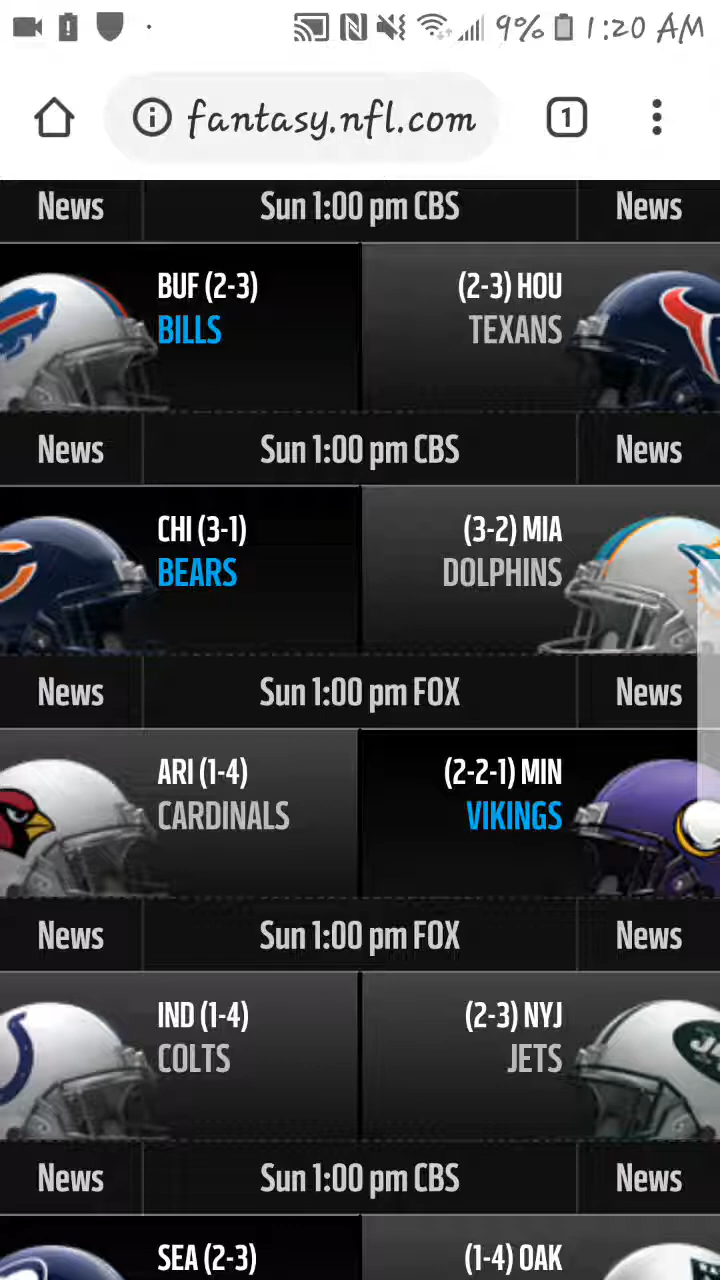 9% 1:20 AM
fantasy.nfl.com 1
News Sun 1:00 pm CBS News
BUF (2-3) (2-3) HOU
BILLS TEXANS
News Sun 1:00 pm CBS News
CHI (3-1) (3-2) MIA
BEARS DOLPHINS
News Sun 1:00 pm FOX News
ARI (1-4) (2-2-1) MIN
CARDINALS VIKINGS
News Sun 1:00 pm FOX News
IND (1-4) (2-3) NYJ
COLTS JETS
News Sun 1:00 pm CBS News
SEA (2-3) (1-4) OAK